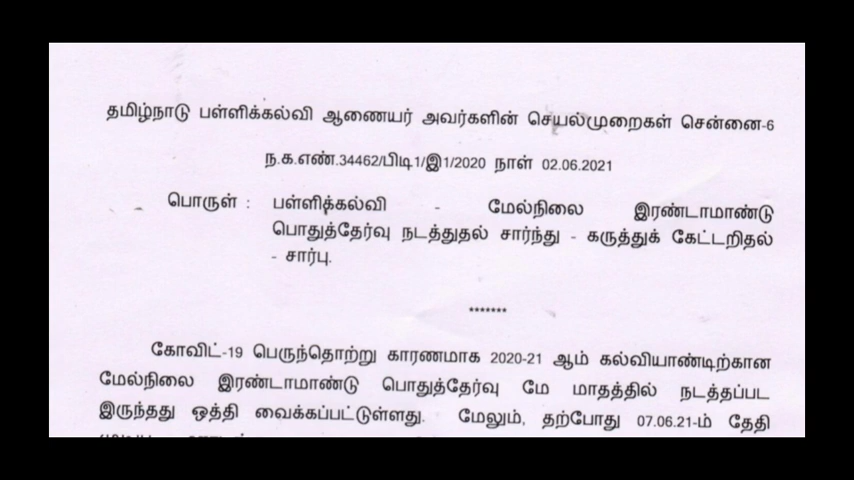 தமிழ்நாடு பள்ளிக்கல்வி ஆணையர் அவர்களின் செயல்முறைகள் சென்னை-6
ந.க.எண்.34462/பிடி1/இ1/2020 நாள் 02.06.2021
பொருள் : பள்ளிக்கல்வி - மேல்நிலை இரண்டாமாண்டு
பொதுத்தேர்வு நடத்துதல் சார்ந்து - கருத்துக் கேட்டறிதல்
- சார்பு.
*******
கோவிட்-19 பெருந்தொற்று காரணமாக 2020-21 ஆம் கல்வியாண்டிற்கான
மேல்நிலை இரண்டாமாண்டு பொதுத்தேர்வு மே மாதத்தில் நடத்தப்பட
இருந்தது ஒத்தி வைக்கப்பட்டுள்ளது. மேலும், தற்போது 07.06.21-ம் தேதி